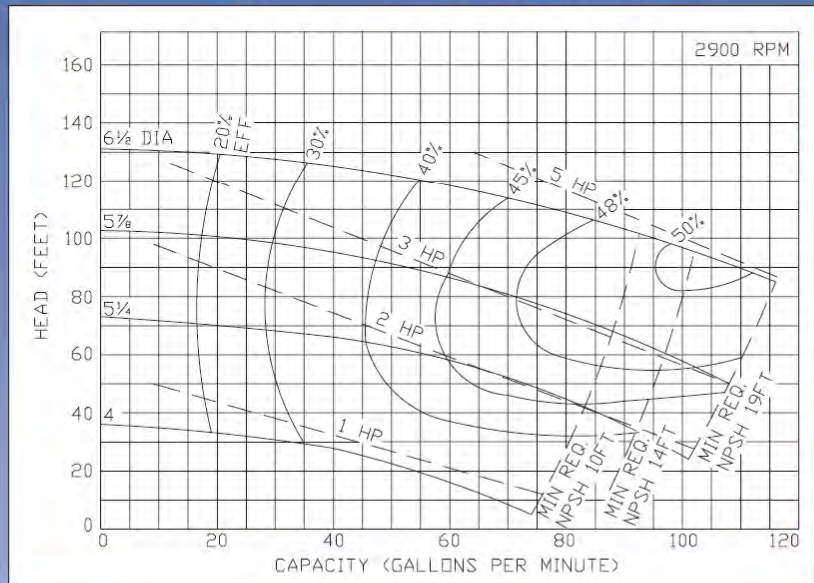 2900 RPM
160
140
120
100
80
60
40
20
0
HEAD (FEET)
6½ DIA
5⅞
5¼
4
20% EFF
30%
40%
45%
48%
50%
5 HP
3 HP
2 HP
1 HP
MIN REQ.
NPSH 10FT
MIN REQ.
NPSH 14FT
MIN REQ.
NPSH 19FT
0
20
40
60
80
100
120
CAPACITY (GALLONS PER MINUTE)